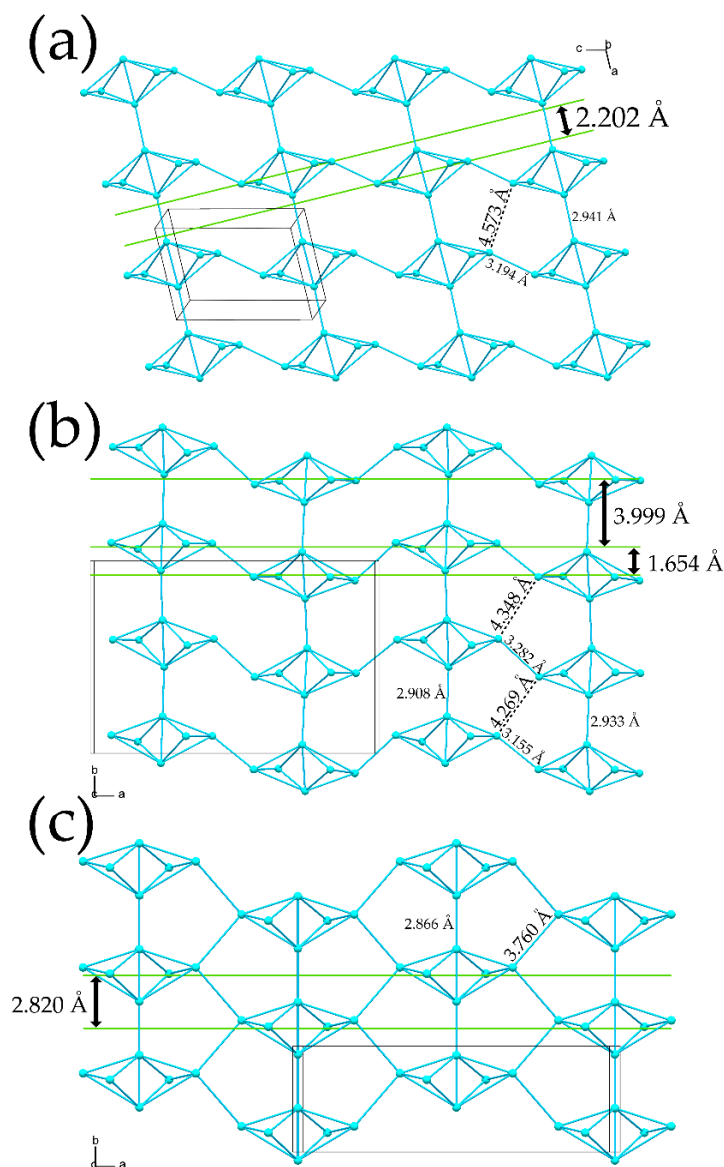 (a)
c b
a
2.202 Å
4.573
2.941 Å
3.194 Å
(b)
3.999 Å
1.654 Å
4.348 Å
3.282 Å
2.908 Å
4.269 Å
2.933 Å
3.155 Å
b
c a
(c)
2.866 Å
3.760 Å
2.820 Å
b
c a